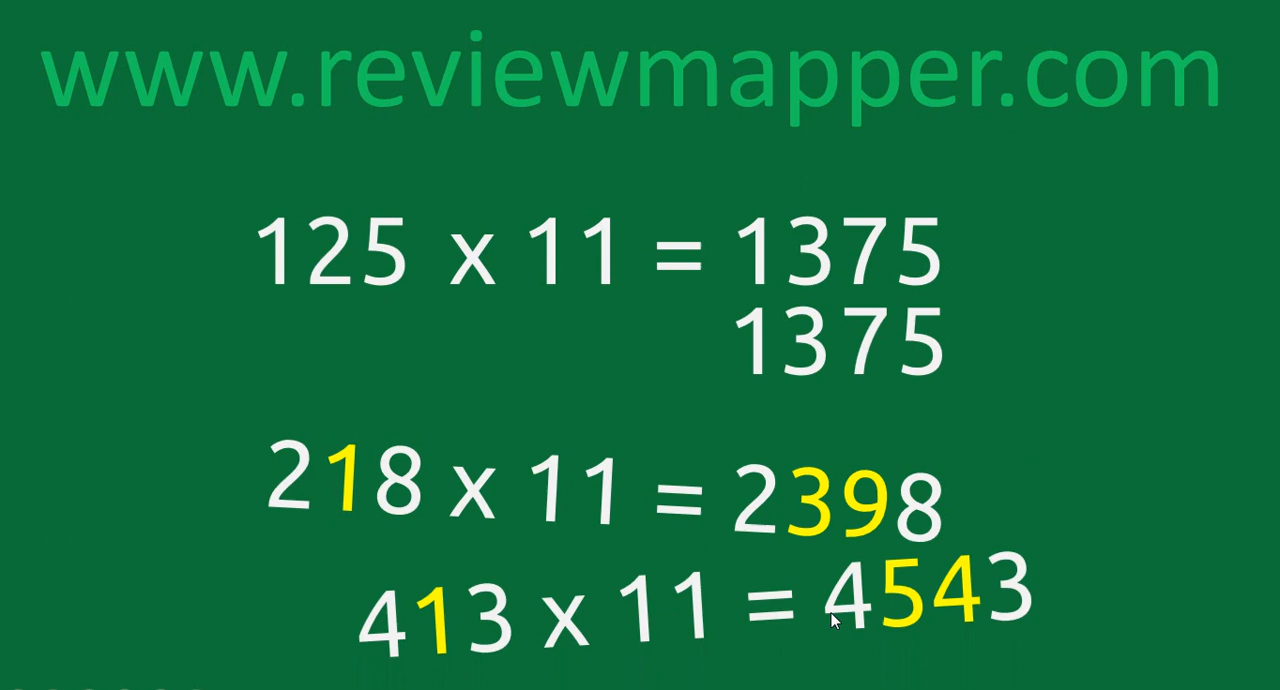 www.reviewmapper.com
125 x 11 = 1375
1375
218 x 11 = 2398
413 x 11 = 4543